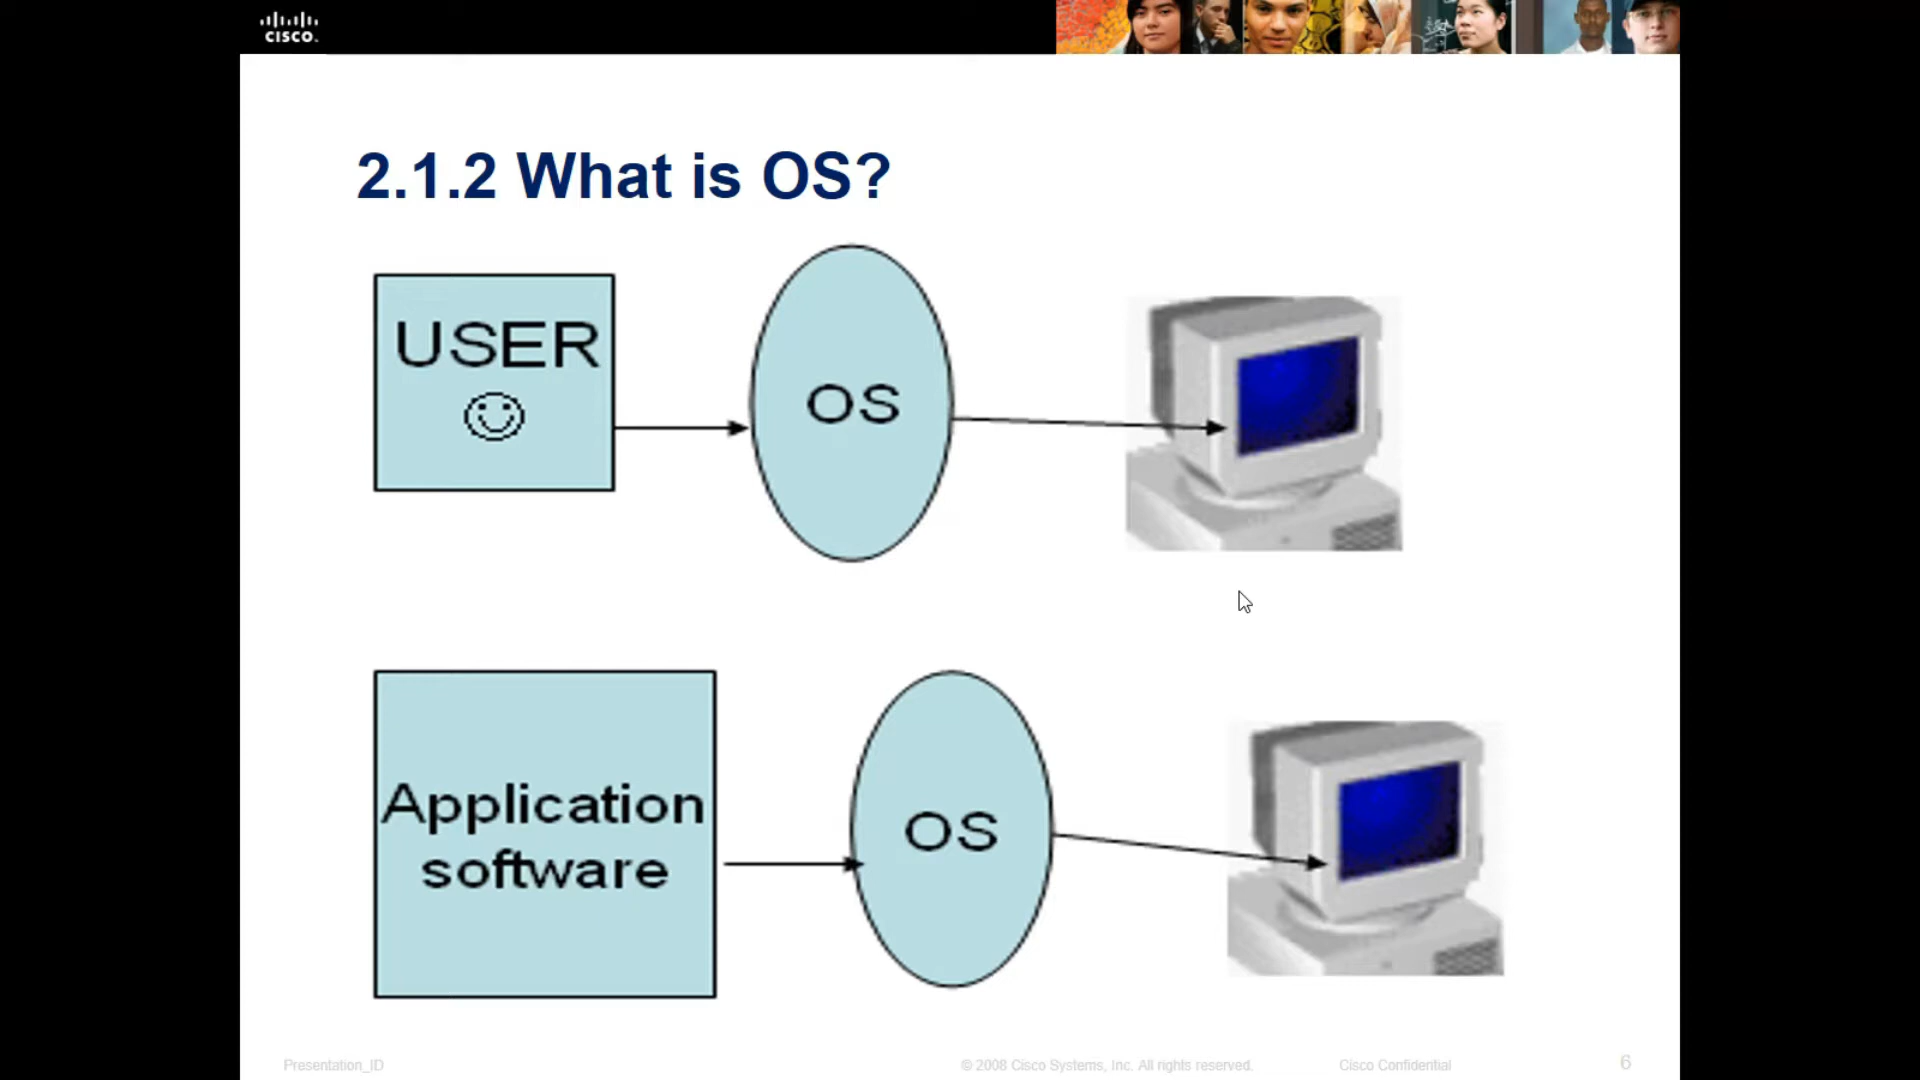 CISCO.
2.1.2 What is OS?
USER
OS
Application
software
OS
Presentation_ID
© 2008 Cisco Systems, Inc. All rights reserved.
Cisco Confidential
6